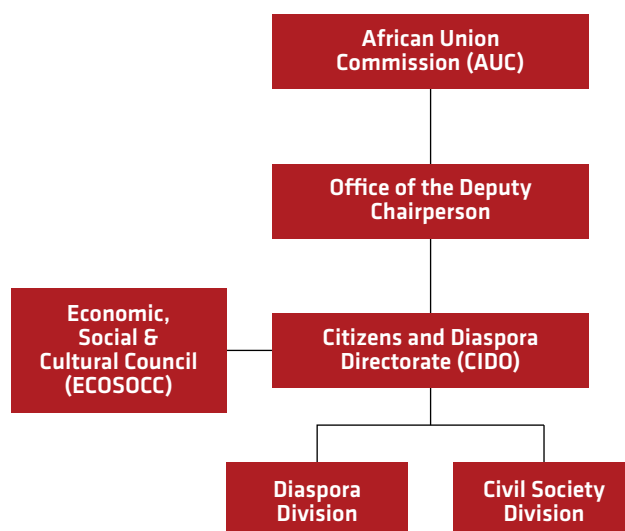 African Union
Commission (AUC)
Office of the Deputy
Chairperson
Economic,
Social &
Cultural Council
(ECOSOCC)
Citizens and Diaspora
Directorate (CIDO)
Diaspora
Division
Civil Society
Division